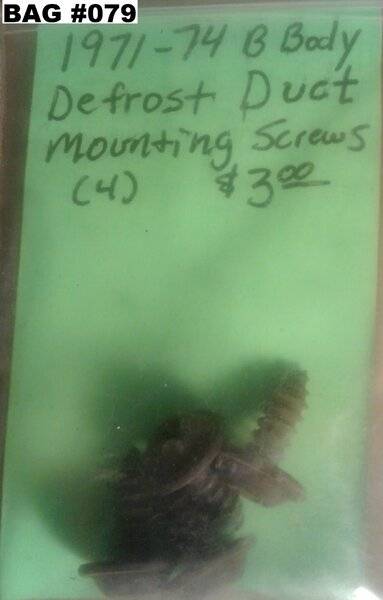 BAG #079
1971-74 B Body
Defrost Duct
Mounting Screws
(4) $3.00